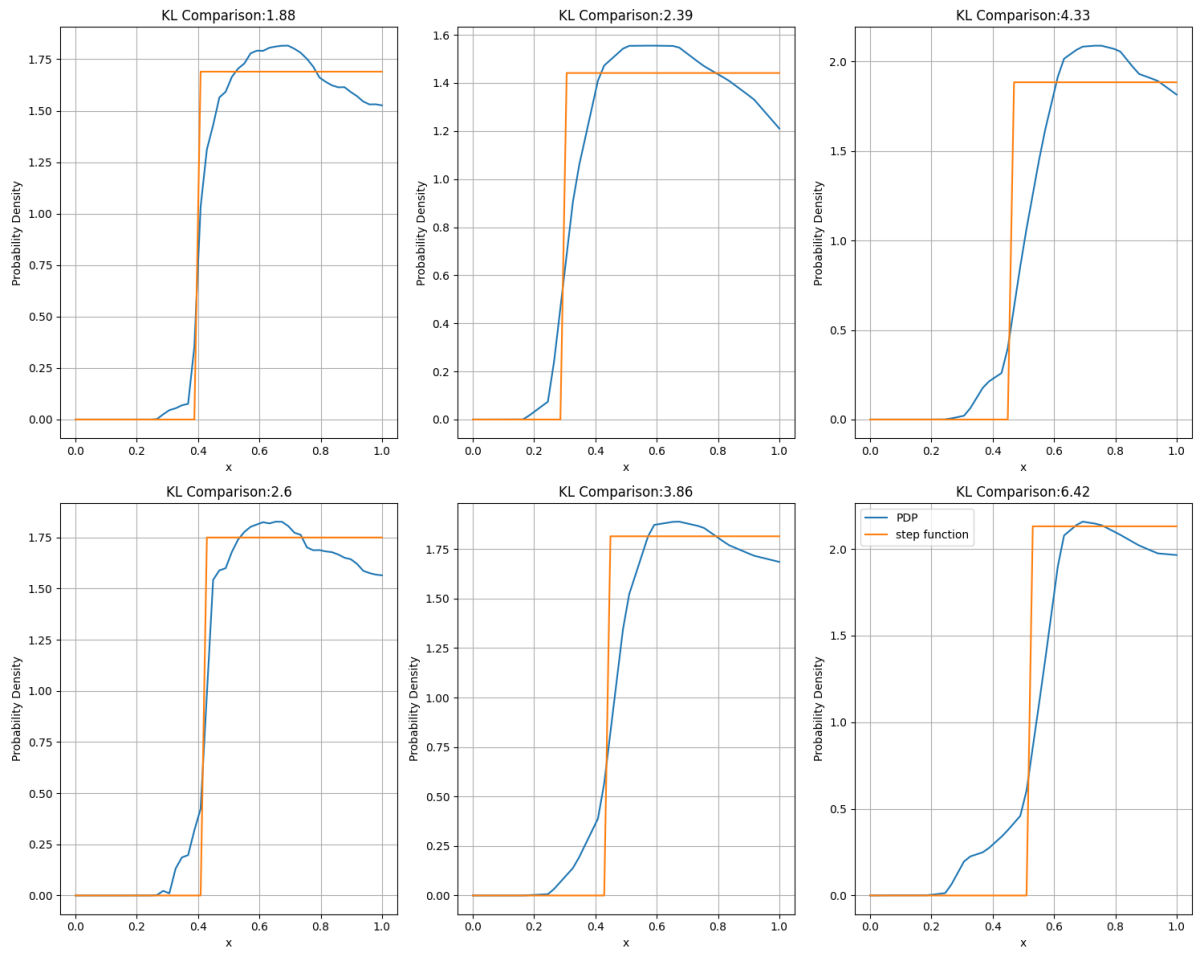 KL Comparison:1.88
1.75
1.50
1.25
1.00
0.75
0.50
0.25
0.00
Probability Density
0.0 0.2 0.4 0.6 0.8 1.0
x
KL Comparison:2.39
1.6
1.4
1.2
1.0
0.8
0.6
0.4
0.2
0.0
Probability Density
0.0 0.2 0.4 0.6 0.8 1.0
x
KL Comparison:4.33
2.0
1.5
1.0
0.5
0.0
Probability Density
0.0 0.2 0.4 0.6 0.8 1.0
x
KL Comparison:2.6
1.75
1.50
1.25
1.00
0.75
0.50
0.25
0.00
Probability Density
0.0 0.2 0.4 0.6 0.8 1.0
x
KL Comparison:3.86
1.75
1.50
1.25
1.00
0.75
0.50
0.25
0.00
Probability Density
0.0 0.2 0.4 0.6 0.8 1.0
x
KL Comparison:6.42
PDP
step function
2.0
1.5
1.0
0.5
0.0
Probability Density
0.0 0.2 0.4 0.6 0.8 1.0
x